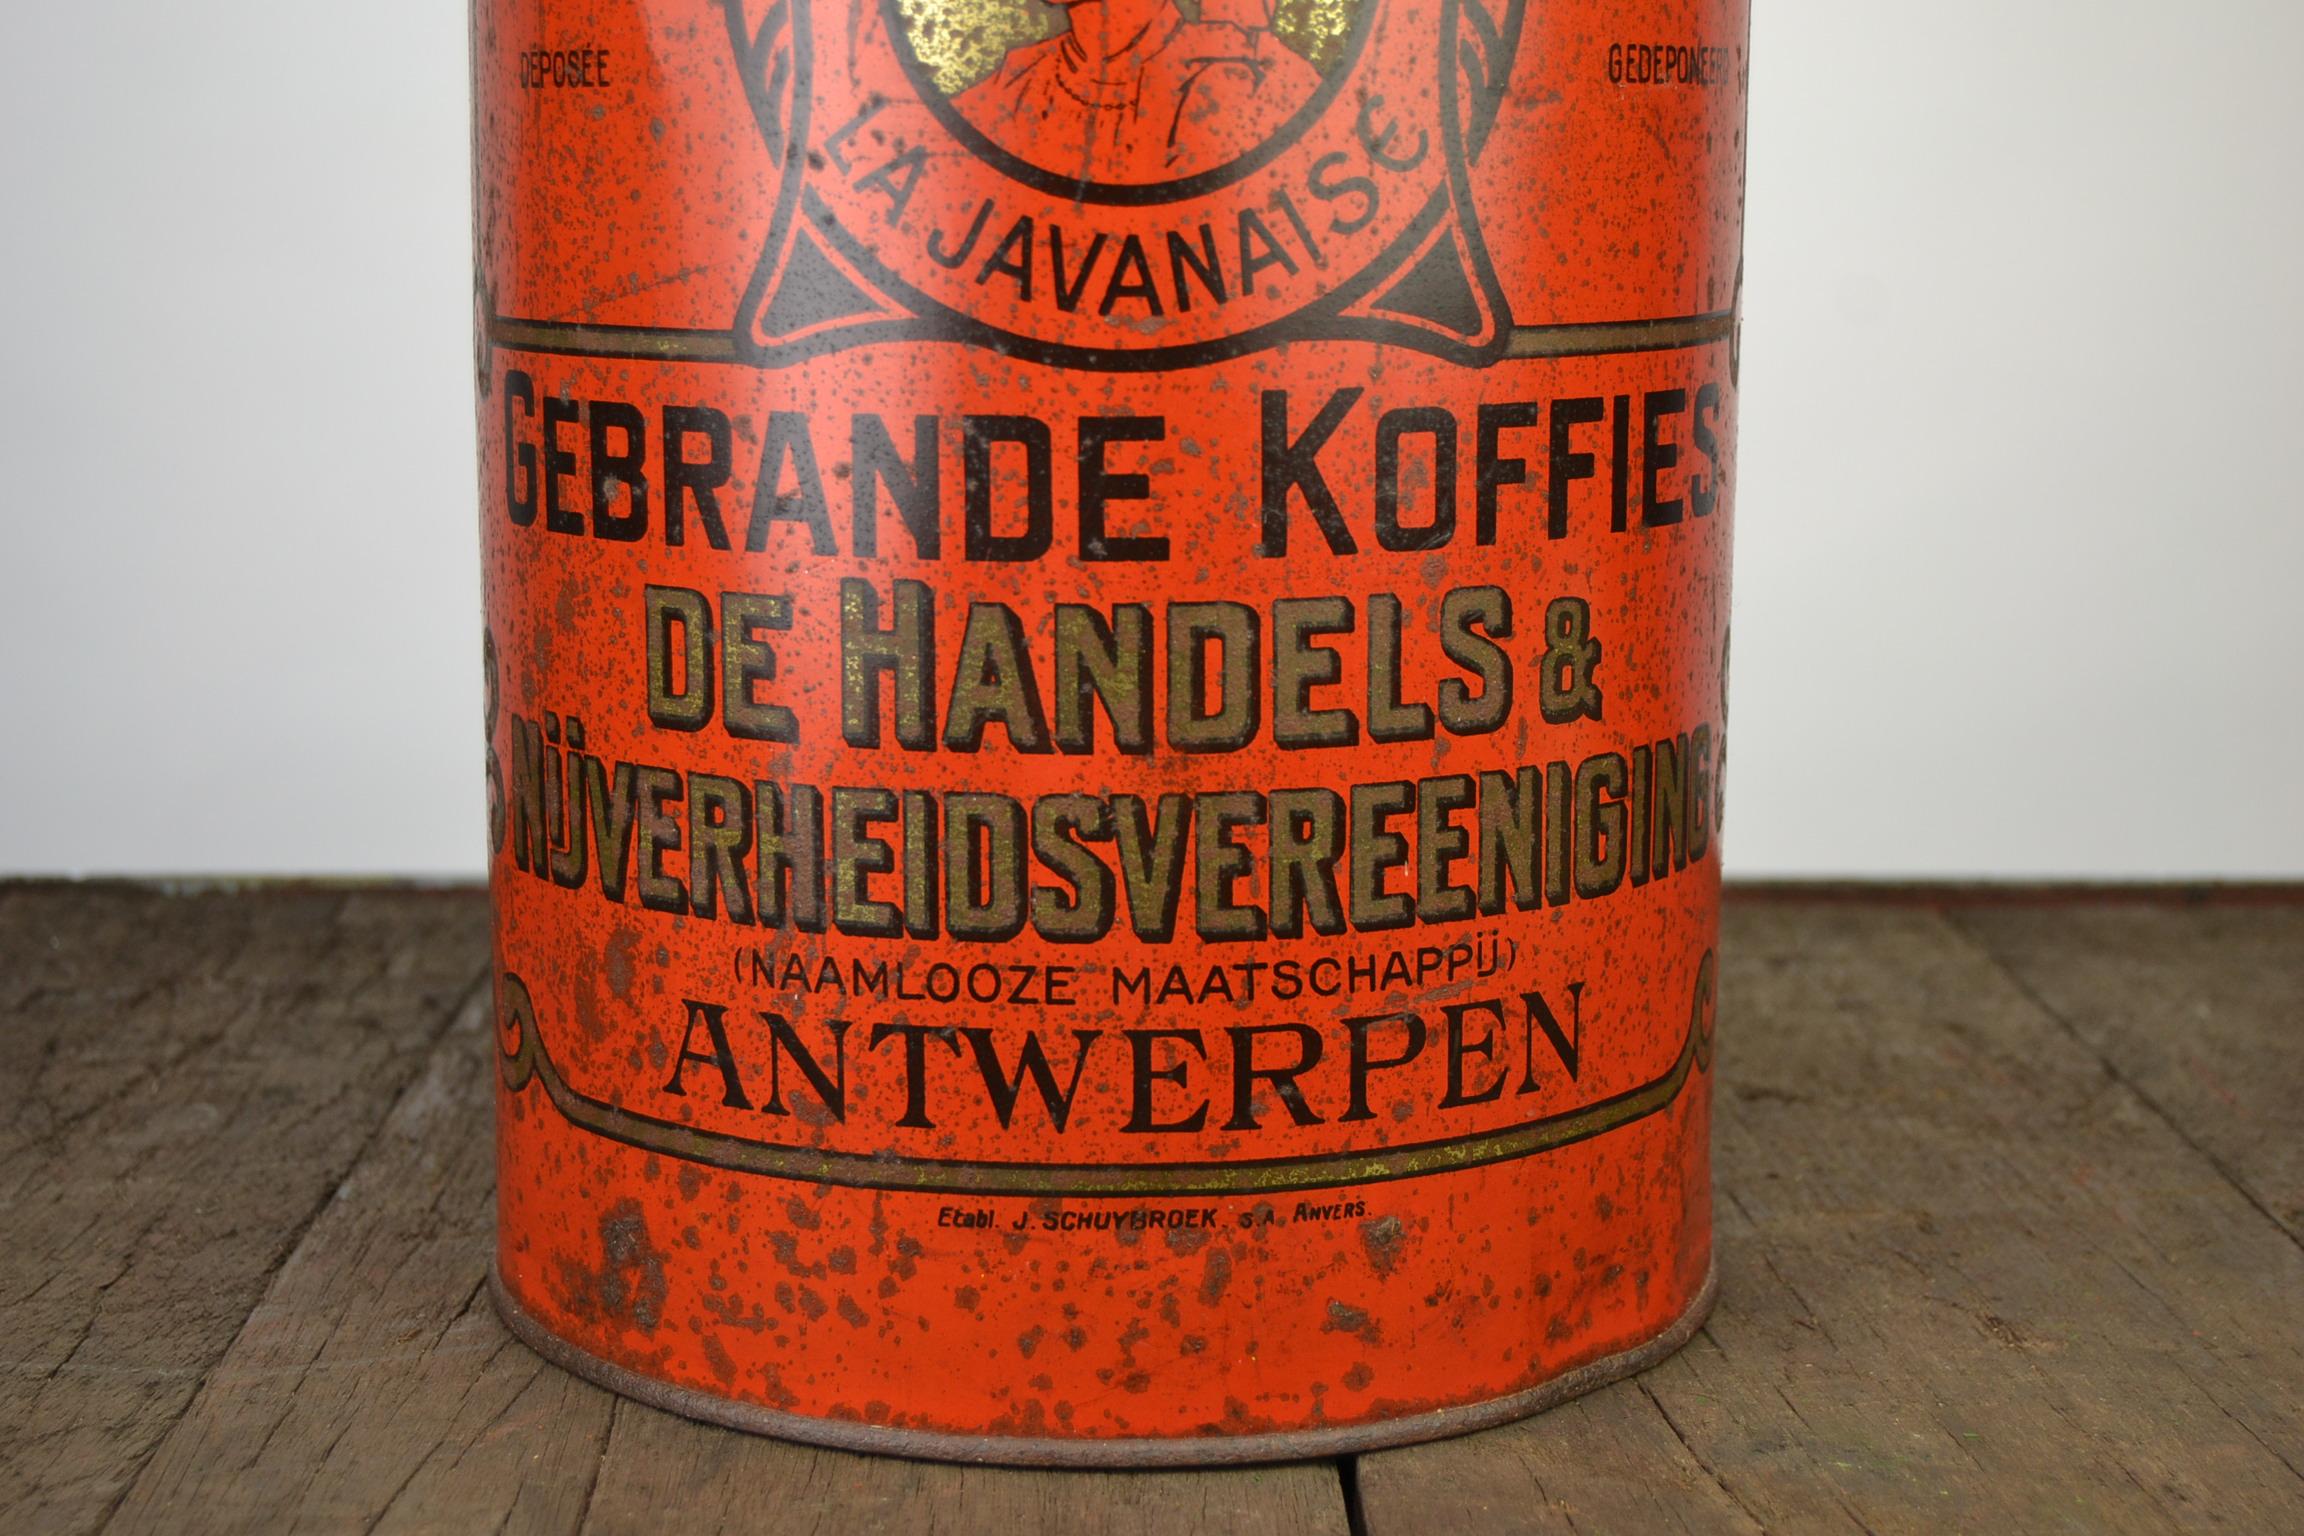 DÉPOSÉE
GEDEPONEERD
LA JAVANAISE
GEBRANDE KOFFIES
DE HANDELS &
NIJVERHEIDSVEREENIGING
(NAAMLOOZE MAATSCHAPPIJ)
ANTWERPEN
Etabl. J. SCHUYBROEK. S.A. ANVERS.